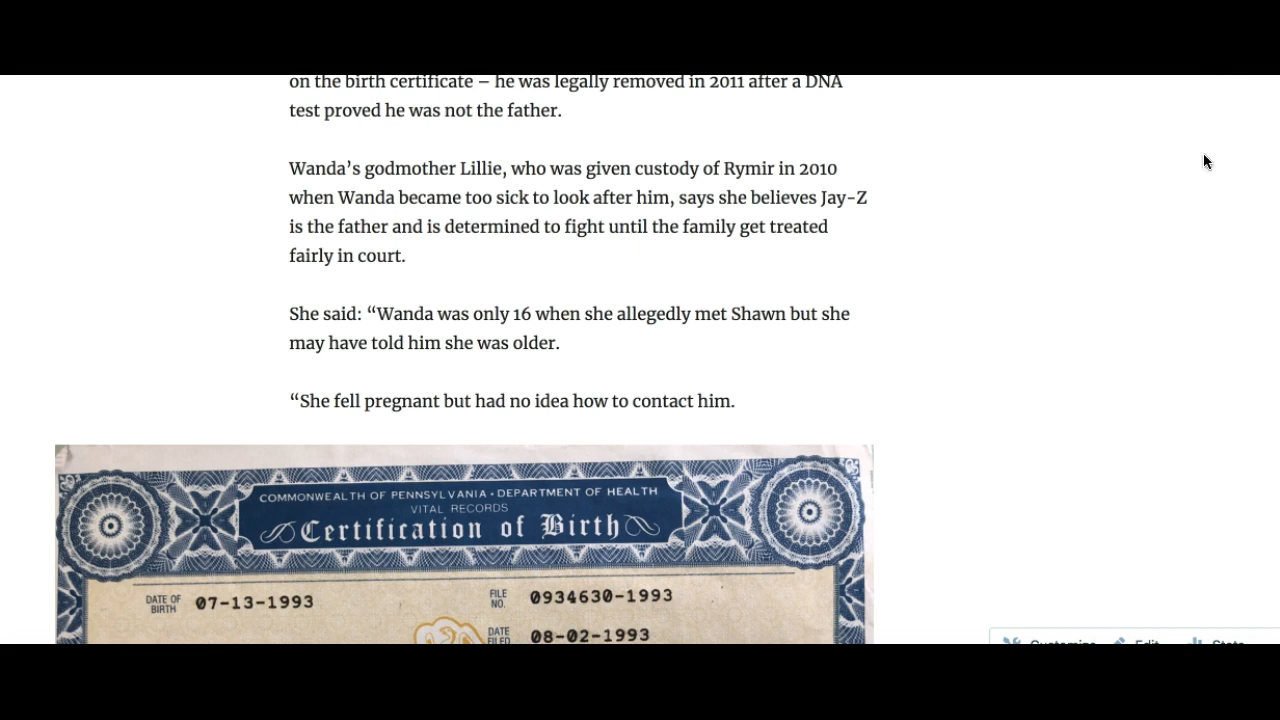 on the birth certificate – he was legally removed in 2011 after a DNA
test proved he was not the father.
Wanda’s godmother Lillie, who was given custody of Rymir in 2010
when Wanda became too sick to look after him, says she believes Jay-Z
is the father and is determined to fight until the family get treated
fairly in court.
She said: “Wanda was only 16 when she allegedly met Shawn but she
may have told him she was older.
“She fell pregnant but had no idea how to contact him.
COMMONWEALTH OF PENNSYLVANIA • DEPARTMENT OF HEALTH
VITAL RECORDS
Certification of Birth
DATE OF BIRTH 07-13-1993 FILE NO. 0934630-1993
DATE FILED 08-02-1993
Customize Edit Stats